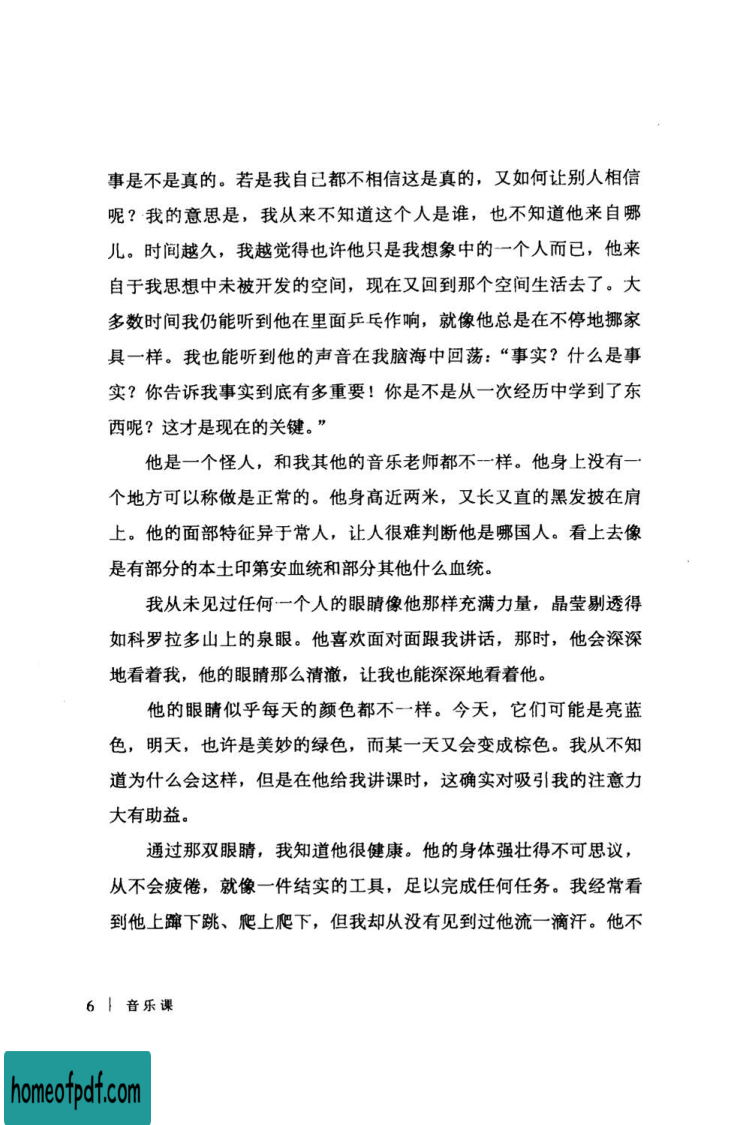 事是不是真的。若是我自己都不相信这是真的，又如何让别人相信
呢？我的意思是，我从来不知道这个人是谁，也不知道他来自哪
儿。时间越久，我越觉得也许他只是我想象中的一个人而已，他来
自于我思想中未被开发的空间，现在又回到那个空间生活去了。大
多数时间我仍能听到他在里面乒乓作响，就像他总是在不停地挪家
具一样。我也能听到他的声音在我脑海中回荡：“事实？什么是事
实？你告诉我事实到底有多重要！你是不是从一次经历中学到了东
西呢？这才是现在的关键。”
他是一个怪人，和我其他的音乐老师都不一样。他身上没有一
个地方可以称做是正常的。他身高近两米，又长又直的黑发披在肩
上。他的面部特征异于常人，让人很难判断他是哪国人。看上去像
是有部分的本土印第安血统和部分其他什么血统。
我从未见过任何一个人的眼睛像他那样充满力量，晶莹剔透得
如科罗拉多山上的泉眼。他喜欢面对面跟我讲话，那时，他会深深
地看着我，他的眼睛那么清澈，让我也能深深地看着他。
他的眼睛似乎每天的颜色都不一样。今天，它们可能是亮蓝
色，明天，也许是美妙的绿色，而某一天又会变成棕色。我从不知
道为什么会这样，但是在他给我讲课时，这确实对吸引我的注意力
大有助益。
通过那双眼睛，我知道他很健康。他的身体强壮得不可思议，
从不会疲倦，就像一件结实的工具，足以完成任何任务。我经常看
到他上蹿下跳、爬上爬下，但我却从没有见到过他流一滴汗。他不
6 | 音乐课
homeofpdf.com